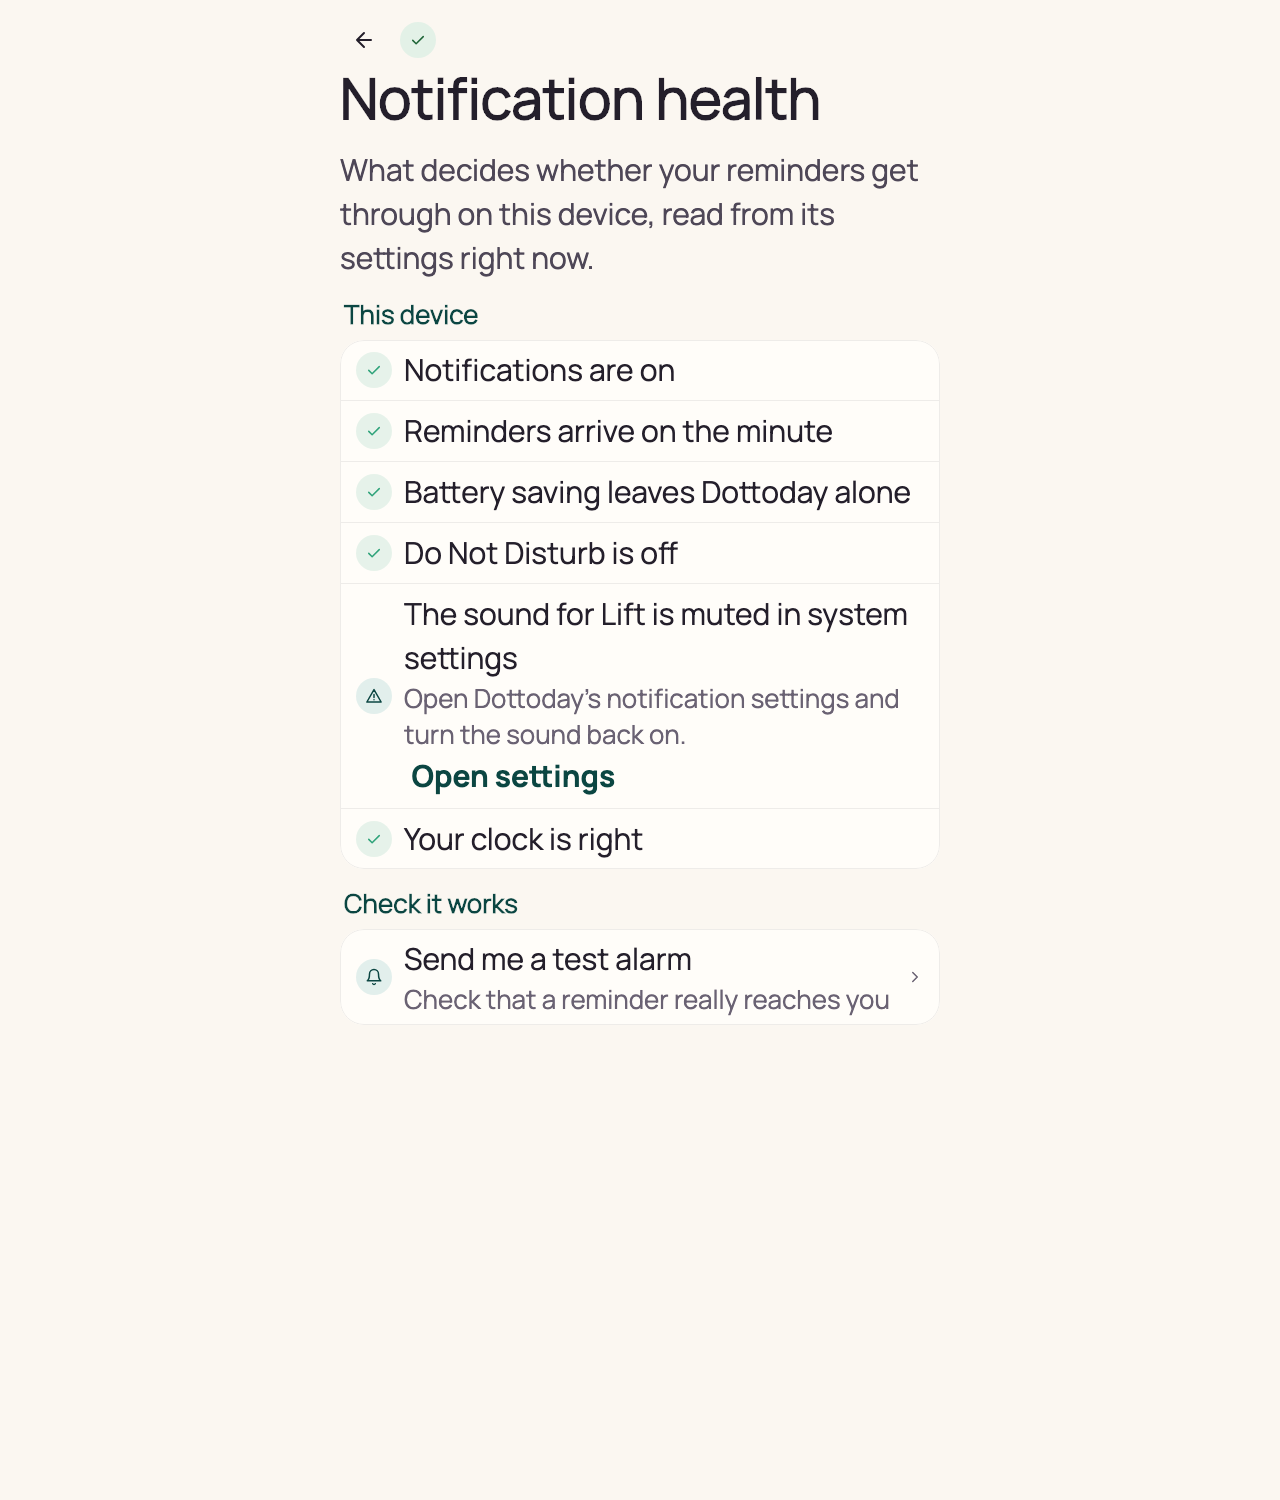 Notification health
What decides whether your reminders get
through on this device, read from its
settings right now.
This device
Notifications are on
Reminders arrive on the minute
Battery saving leaves Dottoday alone
Do Not Disturb is off
The sound for Lift is muted in system
settings
Open Dottoday’s notification settings and
turn the sound back on.
Open settings
Your clock is right
Check it works
Send me a test alarm
Check that a reminder really reaches you